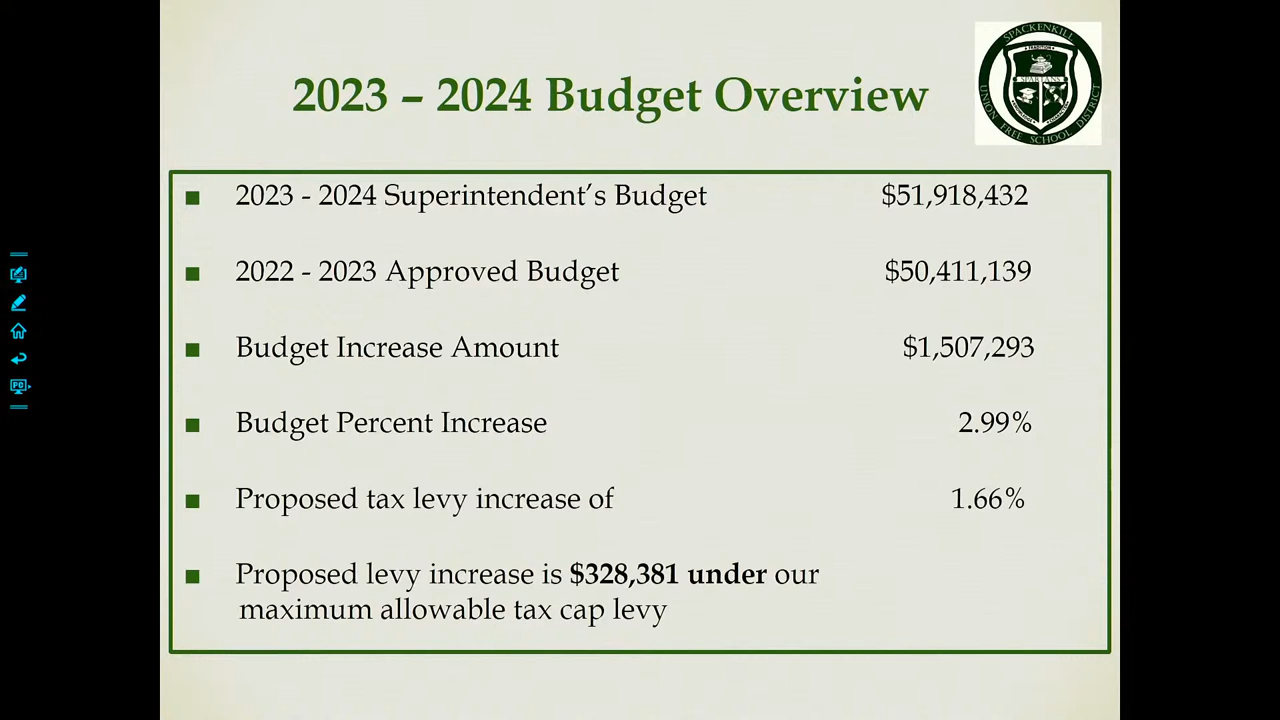 2023 – 2024 Budget Overview
SPACKENKILL
TRADITION
SPARTANS
UNION FREE SCHOOL DISTRICT
■ 2023 - 2024 Superintendent's Budget $51,918,432
■ 2022 - 2023 Approved Budget $50,411,139
■ Budget Increase Amount $1,507,293
■ Budget Percent Increase 2.99%
■ Proposed tax levy increase of 1.66%
■ Proposed levy increase is $328,381 under our
maximum allowable tax cap levy